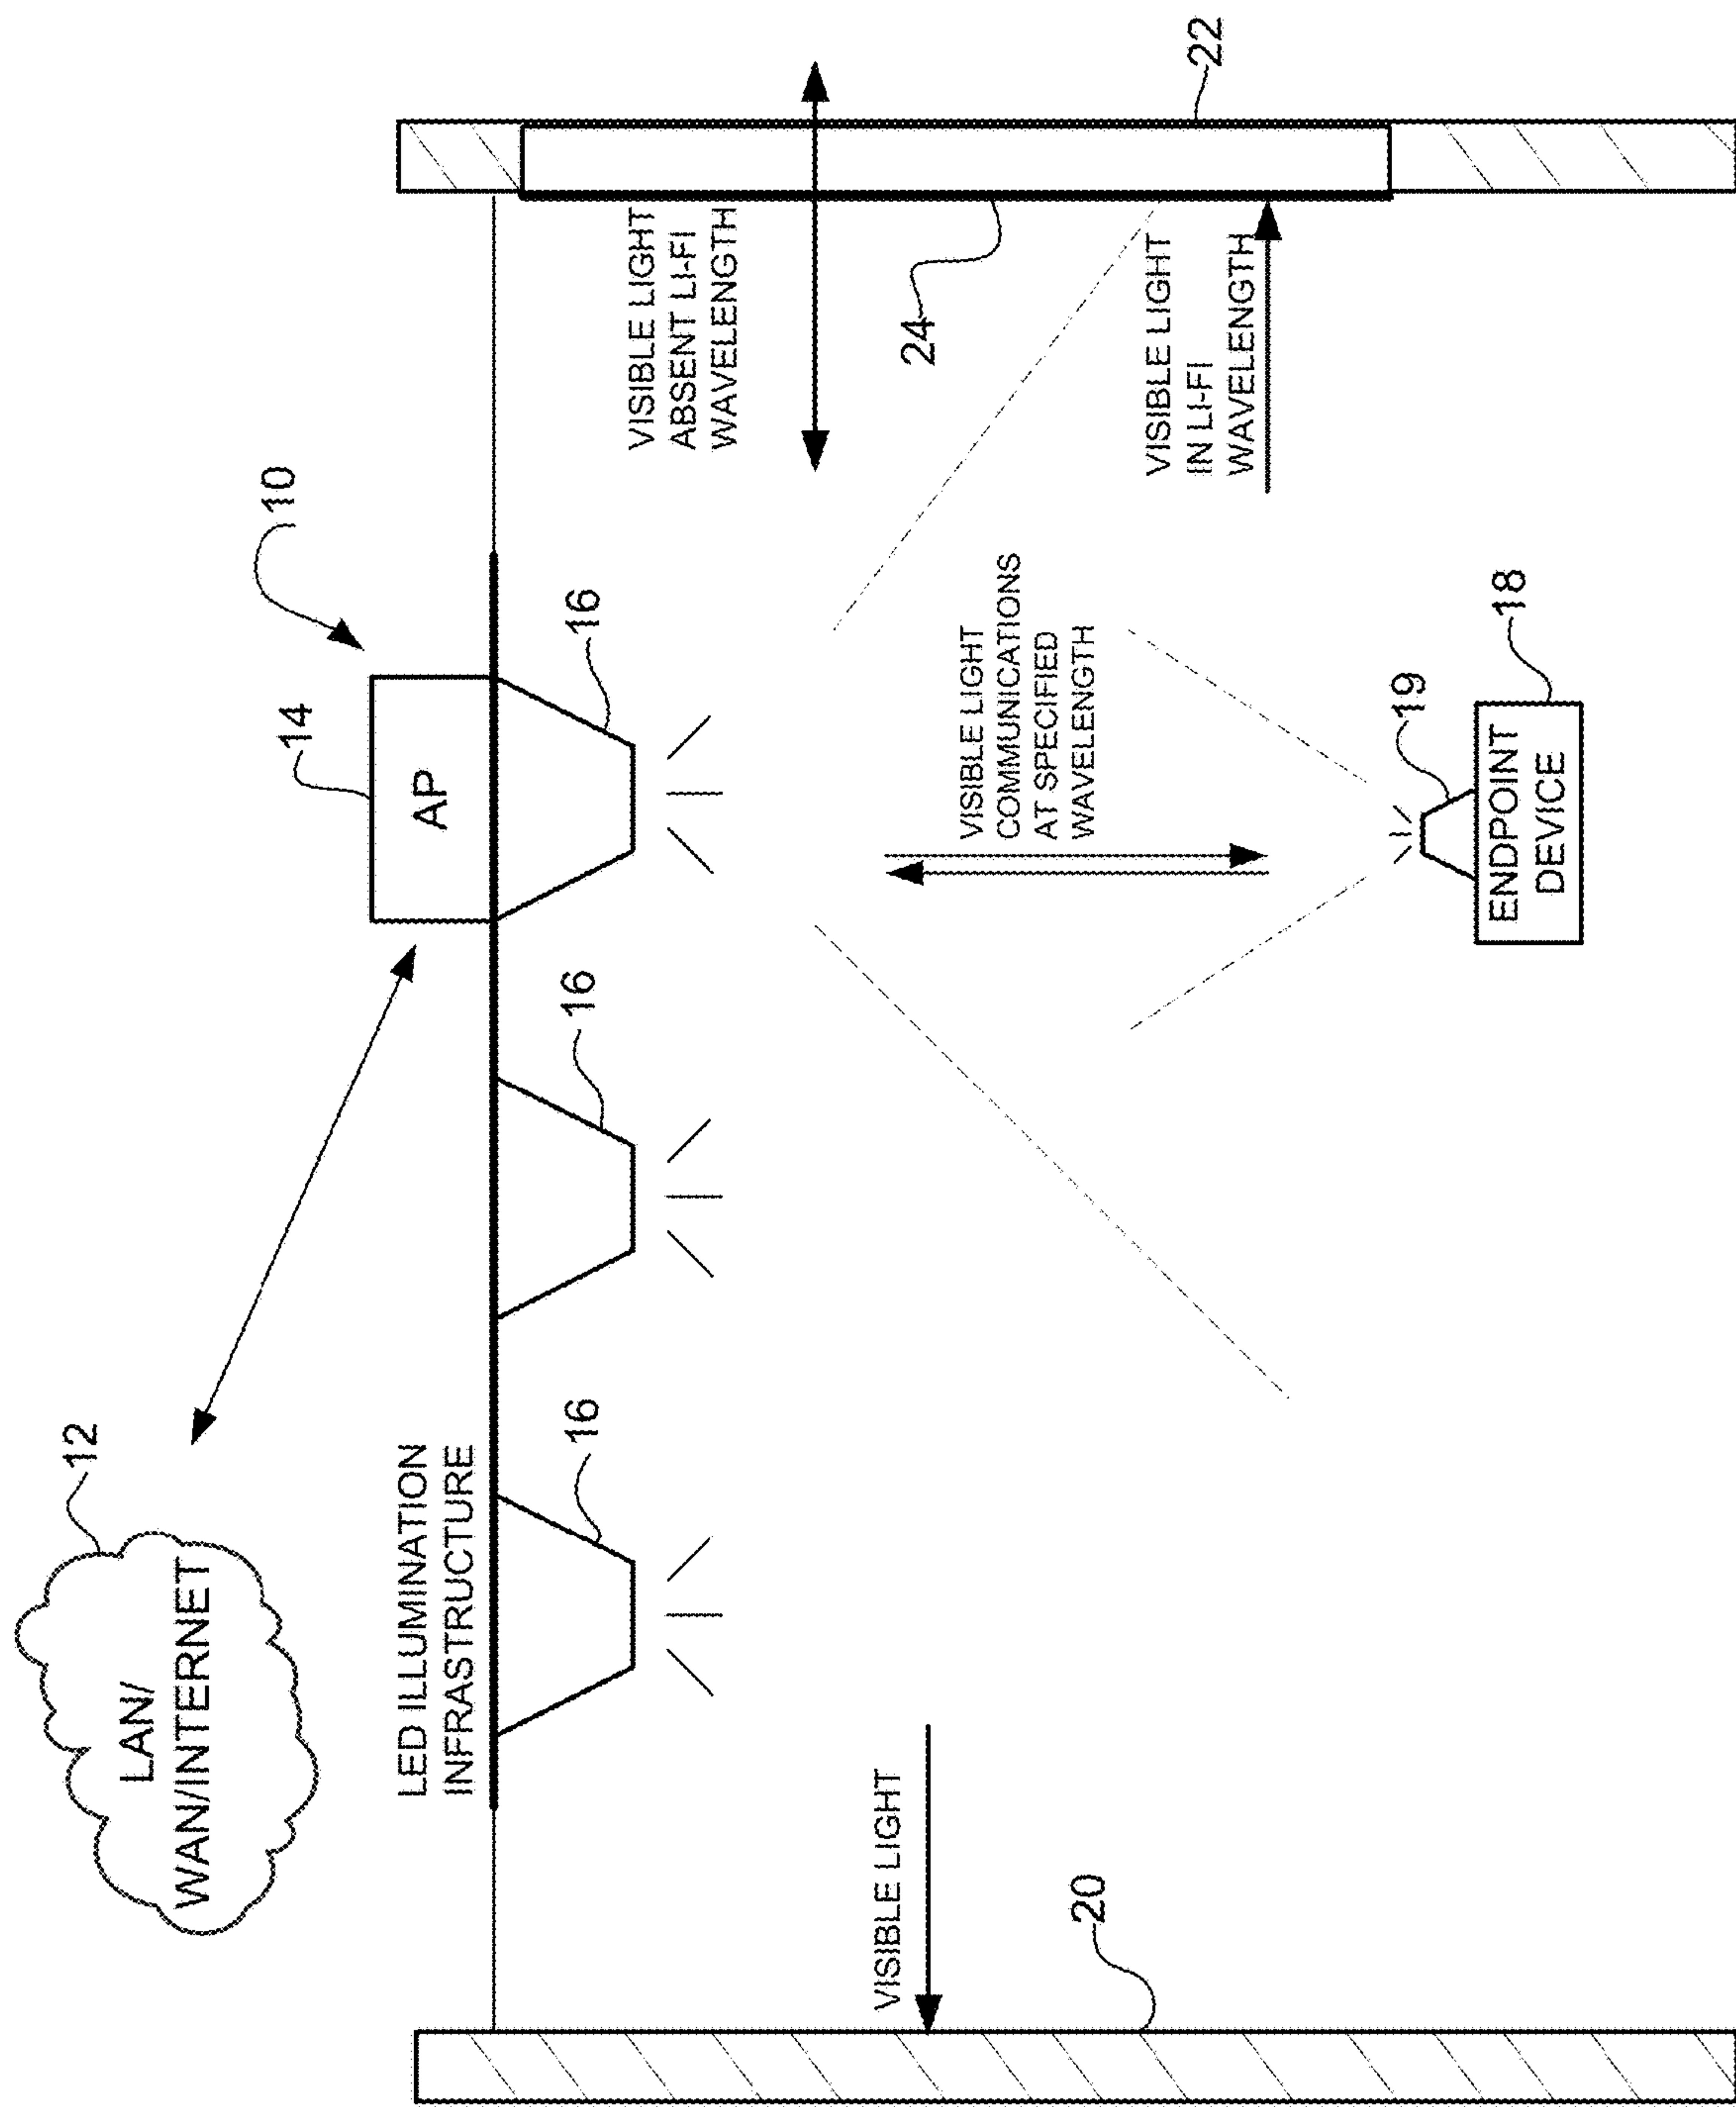 12
LAN/
WAN/INTERNET
LED ILLUMINATION
INFRASTRUCTURE
14
AP
10
16
16
16
VISIBLE LIGHT
ABSENT LI-FI
WAVELENGTH
22
24
VISIBLE LIGHT
IN LI-FI
WAVELENGTH
VISIBLE LIGHT
COMMUNICATIONS
AT SPECIFIED
WAVELENGTH
VISIBLE LIGHT
20
19
18
ENDPOINT
DEVICE